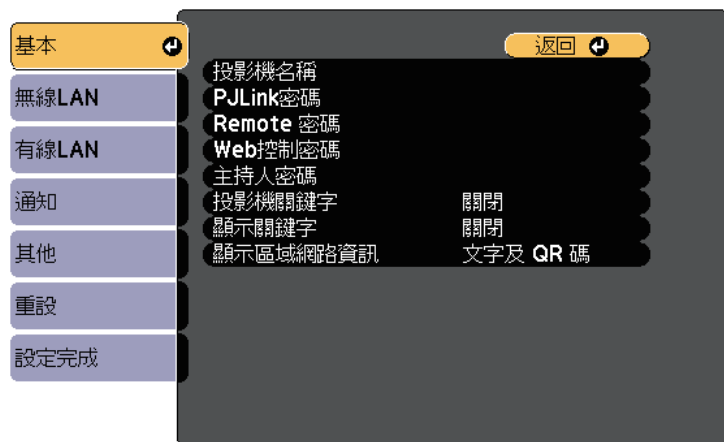 基本
無線LAN
有線LAN
通知
其他
重設
設定完成
返回
投影機名稱
PJLink密碼
Remote 密碼
Web控制密碼
主持人密碼
投影機關鍵字 關閉
顯示關鍵字 關閉
顯示區域網路資訊 文字及 QR 碼